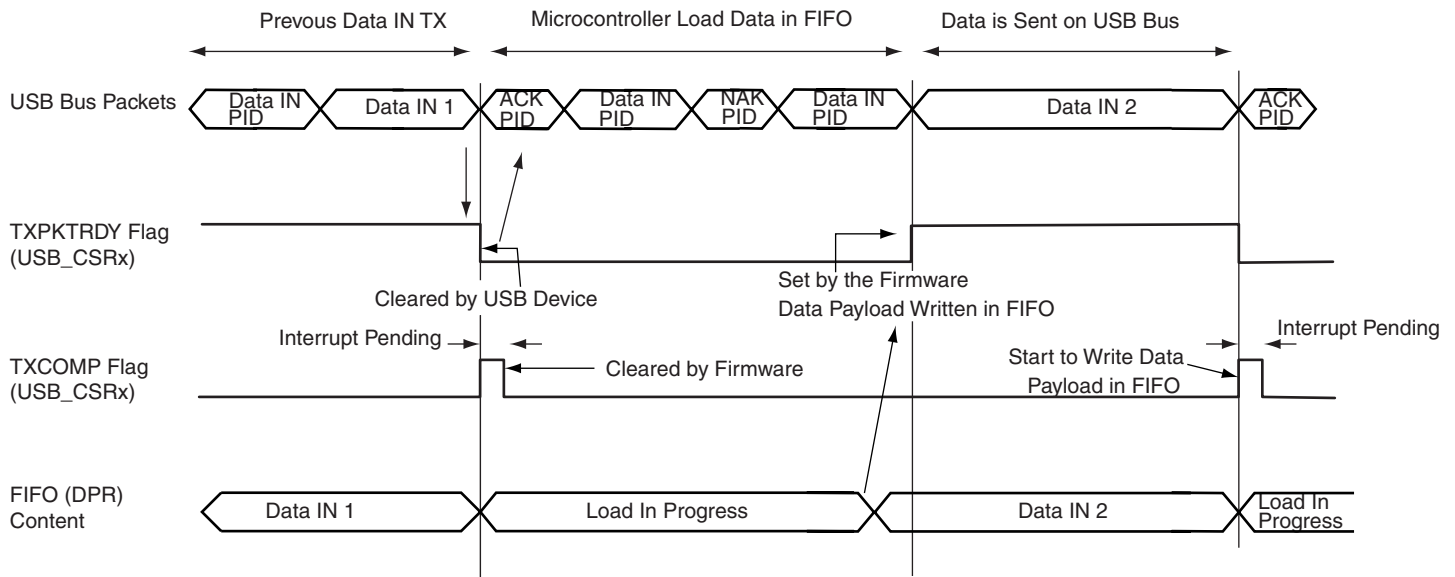 Prevous Data IN TX
Microcontroller Load Data in FIFO
Data is Sent on USB Bus
USB Bus Packets
Data IN
PID
Data IN 1
ACK
PID
Data IN
PID
NAK
PID
Data IN
PID
Data IN 2
ACK
PID
TXPKTRDY Flag
(USB_CSRx)
Cleared by USB Device
Set by the Firmware
Data Payload Written in FIFO
Interrupt Pending
Interrupt Pending
TXCOMP Flag
(USB_CSRx)
Cleared by Firmware
Start to Write Data
Payload in FIFO
FIFO (DPR)
Content
Data IN 1
Load In Progress
Data IN 2
Load In
Progress